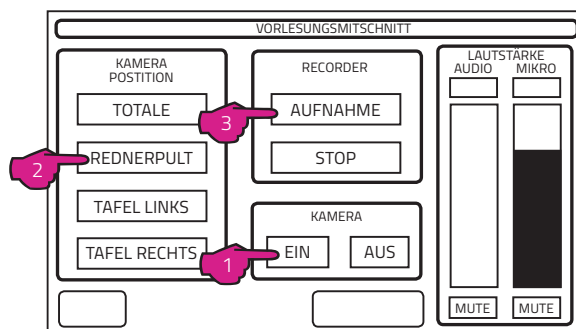 VORLESUNGSMITSCHNITT
KAMERA
POSTITION
TOTALE
2
REDNERPULT
TAFEL LINKS
TAFEL RECHTS
RECORDER
3
AUFNAHME
STOP
KAMERA
1
EIN AUS
LAUTSTÄRKE
AUDIO MIKRO
MUTE MUTE